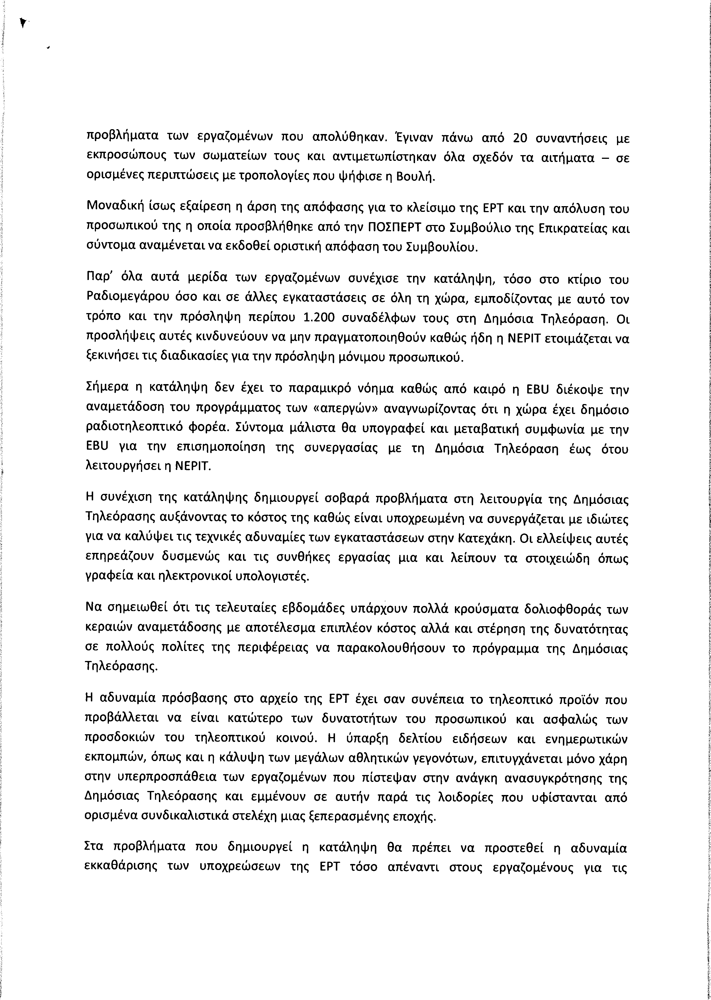 προβλήματα των εργαζομένων που απολύθηκαν. Έγιναν πάνω από 20 συναντήσεις με
εκπροσώπους των σωματείων τους και αντιμετωπίστηκαν όλα σχεδόν τα αιτήματα – σε
ορισμένες περιπτώσεις με τροπολογίες που ψήφισε η Βουλή.
Μοναδική ίσως εξαίρεση η άρση της απόφασης για το κλείσιμο της ΕΡΤ και την απόλυση του
προσωπικού της η οποία προσβλήθηκε από την ΠΟΣΠΕΡΤ στο Συμβούλιο της Επικρατείας και
σύντομα αναμένεται να εκδοθεί οριστική απόφαση του Συμβουλίου.
Παρ’ όλα αυτά μερίδα των εργαζομένων συνέχισε την κατάληψη, τόσο στο κτίριο του
Ραδιομεγάρου όσο και σε άλλες εγκαταστάσεις σε όλη τη χώρα, εμποδίζοντας με αυτό τον
τρόπο και την πρόσληψη περίπου 1.200 συναδέλφων τους στη Δημόσια Τηλεόραση. Οι
προσλήψεις αυτές κινδυνεύουν να μην πραγματοποιηθούν καθώς ήδη η ΝΕΡΙΤ ετοιμάζεται να
ξεκινήσει τις διαδικασίες για την πρόσληψη μόνιμου προσωπικού.
Σήμερα η κατάληψη δεν έχει το παραμικρό νόημα καθώς από καιρό η EBU διέκοψε την
αναμετάδοση του προγράμματος των «απεργών» αναγνωρίζοντας ότι η χώρα έχει δημόσιο
ραδιοτηλεοπτικό φορέα. Σύντομα μάλιστα θα υπογραφεί και μεταβατική συμφωνία με την
EBU για την επισημοποίηση της συνεργασίας με τη Δημόσια Τηλεόραση έως ότου
λειτουργήσει η ΝΕΡΙΤ.
Η συνέχιση της κατάληψης δημιουργεί σοβαρά προβλήματα στη λειτουργία της Δημόσιας
Τηλεόρασης αυξάνοντας το κόστος της καθώς είναι υποχρεωμένη να συνεργάζεται με ιδιώτες
για να καλύψει τις τεχνικές αδυναμίες των εγκαταστάσεων στην Κατεχάκη. Οι ελλείψεις αυτές
επηρεάζουν δυσμενώς και τις συνθήκες εργασίας μια και λείπουν τα στοιχειώδη όπως
γραφεία και ηλεκτρονικοί υπολογιστές.
Να σημειωθεί ότι τις τελευταίες εβδομάδες υπάρχουν πολλά κρούσματα δολιοφθοράς των
κεραιών αναμετάδοσης με αποτέλεσμα επιπλέον κόστος αλλά και στέρηση της δυνατότητας
σε πολλούς πολίτες της περιφέρειας να παρακολουθήσουν το πρόγραμμα της Δημόσιας
Τηλεόρασης.
Η αδυναμία πρόσβασης στο αρχείο της ΕΡΤ έχει σαν συνέπεια το τηλεοπτικό προϊόν που
προβάλλεται να είναι κατώτερο των δυνατοτήτων του προσωπικού και ασφαλώς των
προσδοκιών του τηλεοπτικού κοινού. Η ύπαρξη δελτίου ειδήσεων και ενημερωτικών
εκπομπών, όπως και η κάλυψη των μεγάλων αθλητικών γεγονότων, επιτυγχάνεται μόνο χάρη
στην υπερπροσπάθεια των εργαζομένων που πίστεψαν στην ανάγκη ανασυγκρότησης της
Δημόσιας Τηλεόρασης και εμμένουν σε αυτήν παρά τις λοιδορίες που υφίστανται από
ορισμένα συνδικαλιστικά στελέχη μιας ξεπερασμένης εποχής.
Στα προβλήματα που δημιουργεί η κατάληψη θα πρέπει να προστεθεί η αδυναμία
εκκαθάρισης των υποχρεώσεων της ΕΡΤ τόσο απέναντι στους εργαζομένους για τις